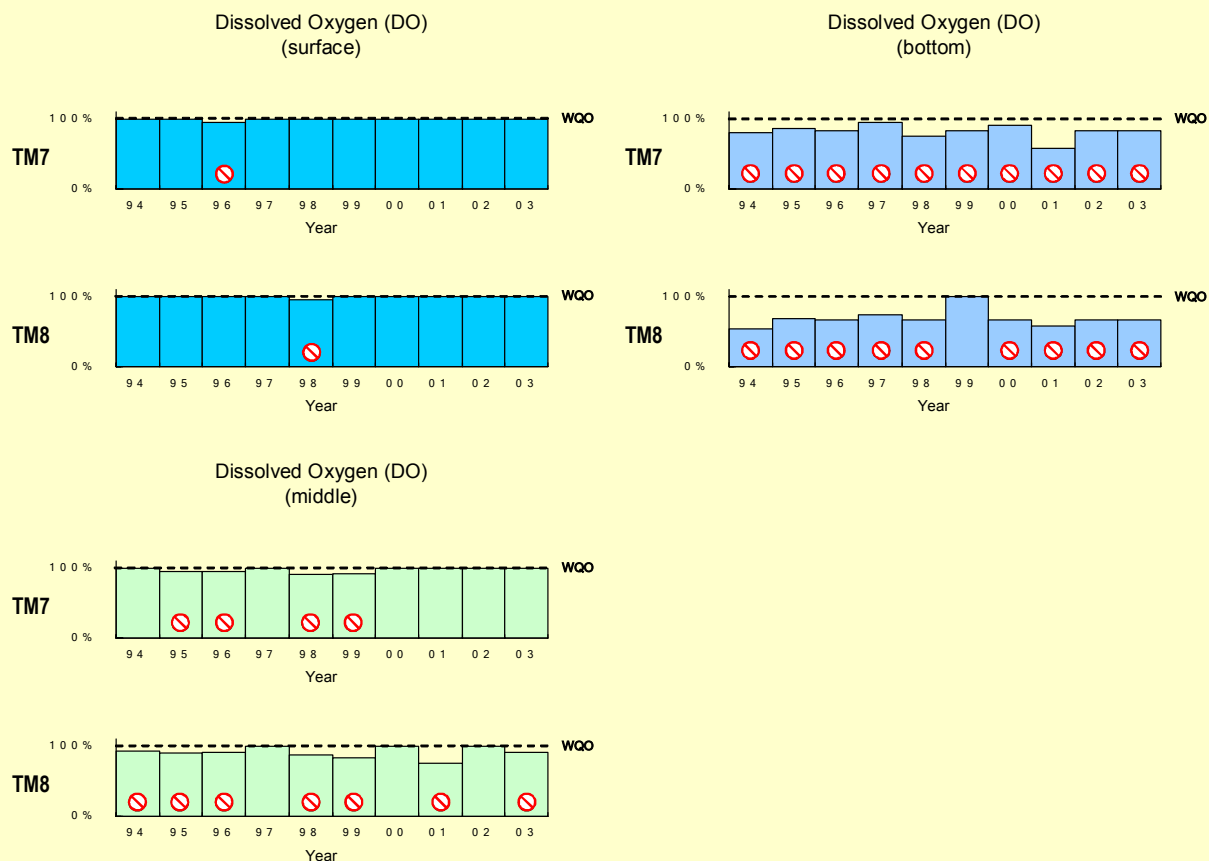 Dissolved Oxygen (DO)
(surface)
100%
WQO
TM7
0%
94 95 96 97 98 99 00 01 02 03
Year
100%
WQO
TM8
0%
94 95 96 97 98 99 00 01 02 03
Year
Dissolved Oxygen (DO)
(bottom)
100%
WQO
TM7
0%
94 95 96 97 98 99 00 01 02 03
Year
100%
WQO
TM8
0%
94 95 96 97 98 99 00 01 02 03
Year
Dissolved Oxygen (DO)
(middle)
100%
WQO
TM7
0%
94 95 96 97 98 99 00 01 02 03
Year
100%
WQO
TM8
0%
94 95 96 97 98 99 00 01 02 03
Year